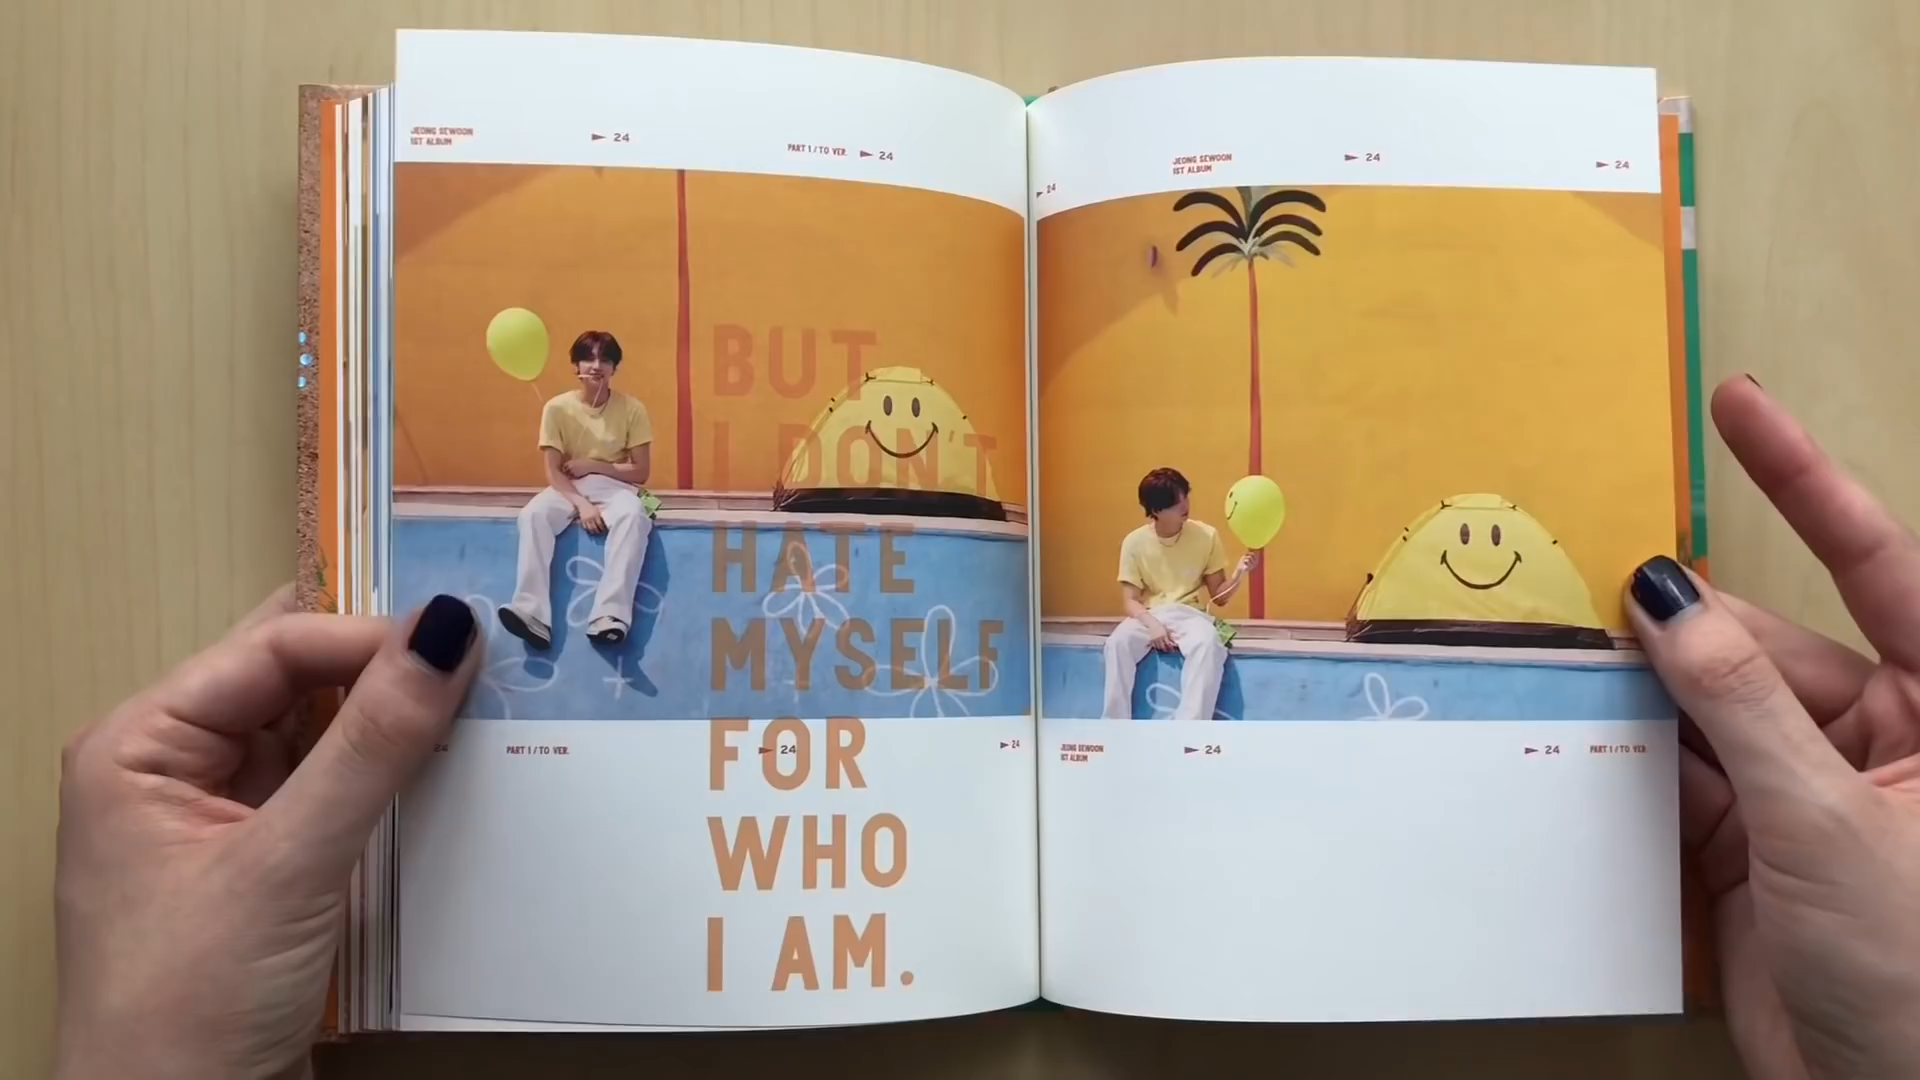 JEONG SEWOON
1ST ALBUM
24
PART 1 / TO VER.
24
BUT
I DON'T
HATE
MYSELF
FOR
WHO
I AM.
24
PART 1 / TO VER.
24
24
24
JEONG SEWOON
1ST ALBUM
24
24
JEONG SEWOON
1ST ALBUM
24
24
PART 1 / TO VER.